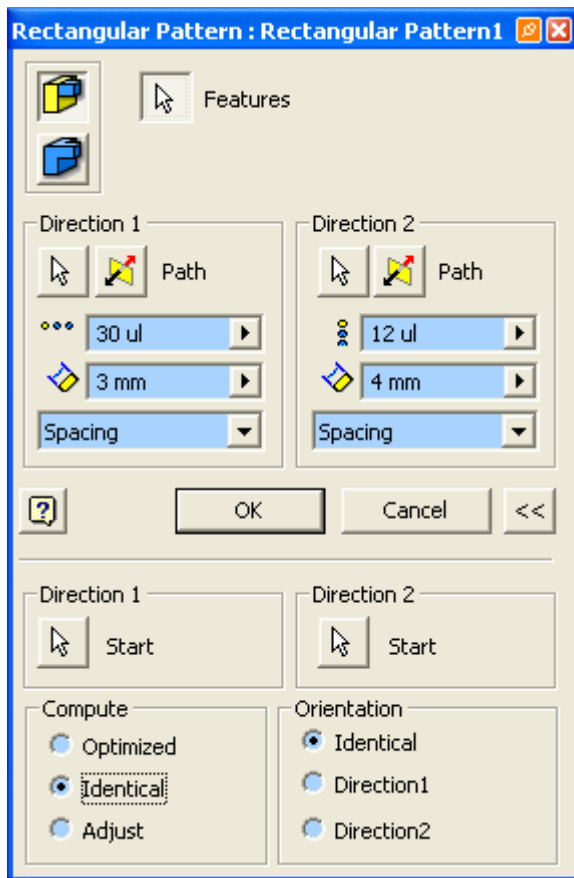 Rectangular Pattern : Rectangular Pattern1
Features
Direction 1
Direction 2
Path
Path
30 ul
12 ul
3 mm
4 mm
Spacing
Spacing
OK
Cancel
<<
Direction 1
Direction 2
Start
Start
Compute
Orientation
Optimized
Identical
Identical
Direction1
Adjust
Direction2